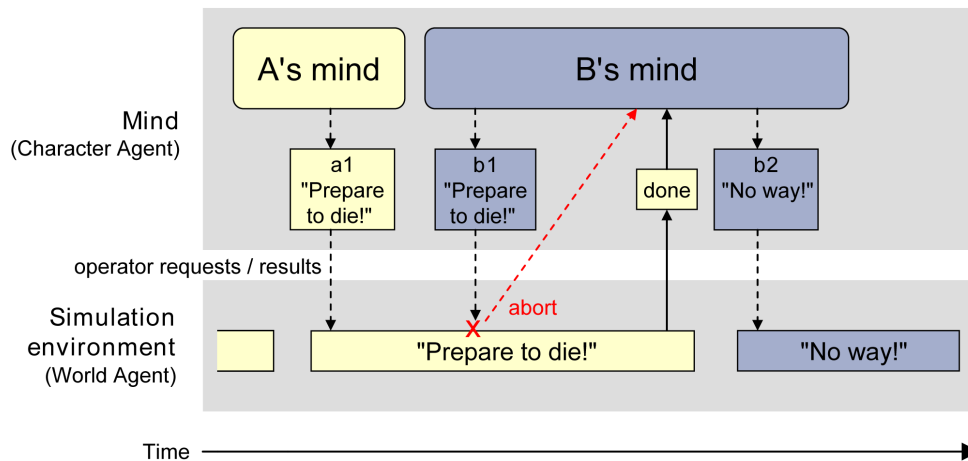 A's mind
B's mind
Mind
(Character Agent)
a1
"Prepare
to die!"
b1
"Prepare
to die!"
done
b2
"No way!"
operator requests / results
abort
X
Simulation
environment
(World Agent)
"Prepare to die!"
"No way!"
Time